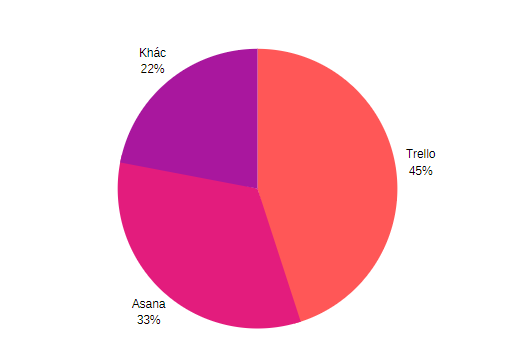 Khác
22%
Trello
45%
Asana
33%